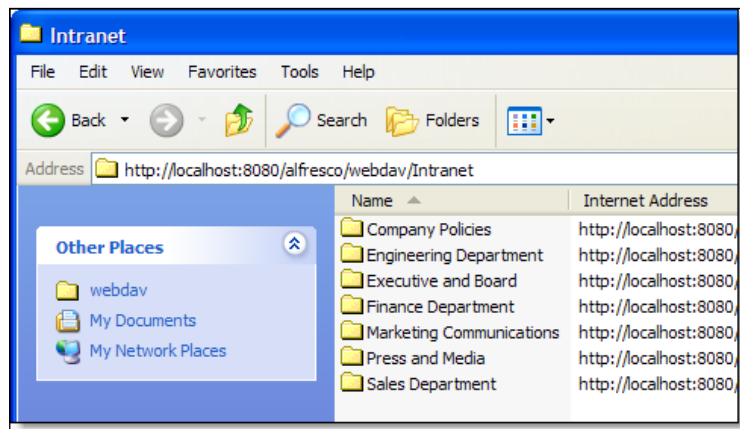 Intranet
File Edit View Favorites Tools Help
Back Search Folders
Address http://localhost:8080/alfresco/webdav/Intranet
Name Internet Address
Other Places
webdav
My Documents
My Network Places
Company Policies http://localhost:8080/
Engineering Department http://localhost:8080/
Executive and Board http://localhost:8080/
Finance Department http://localhost:8080/
Marketing Communications http://localhost:8080/
Press and Media http://localhost:8080/
Sales Department http://localhost:8080/